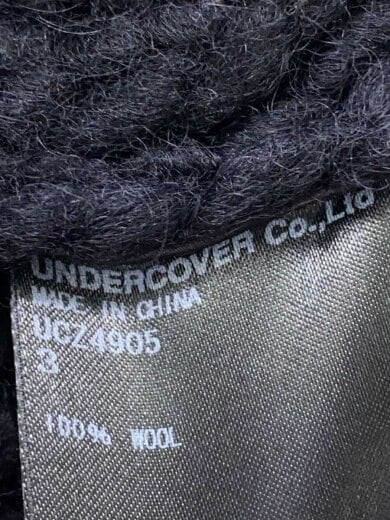 UNDERCOVER Co.,Ltd
MADE IN CHINA
UCZ4905
3
100% WOOL